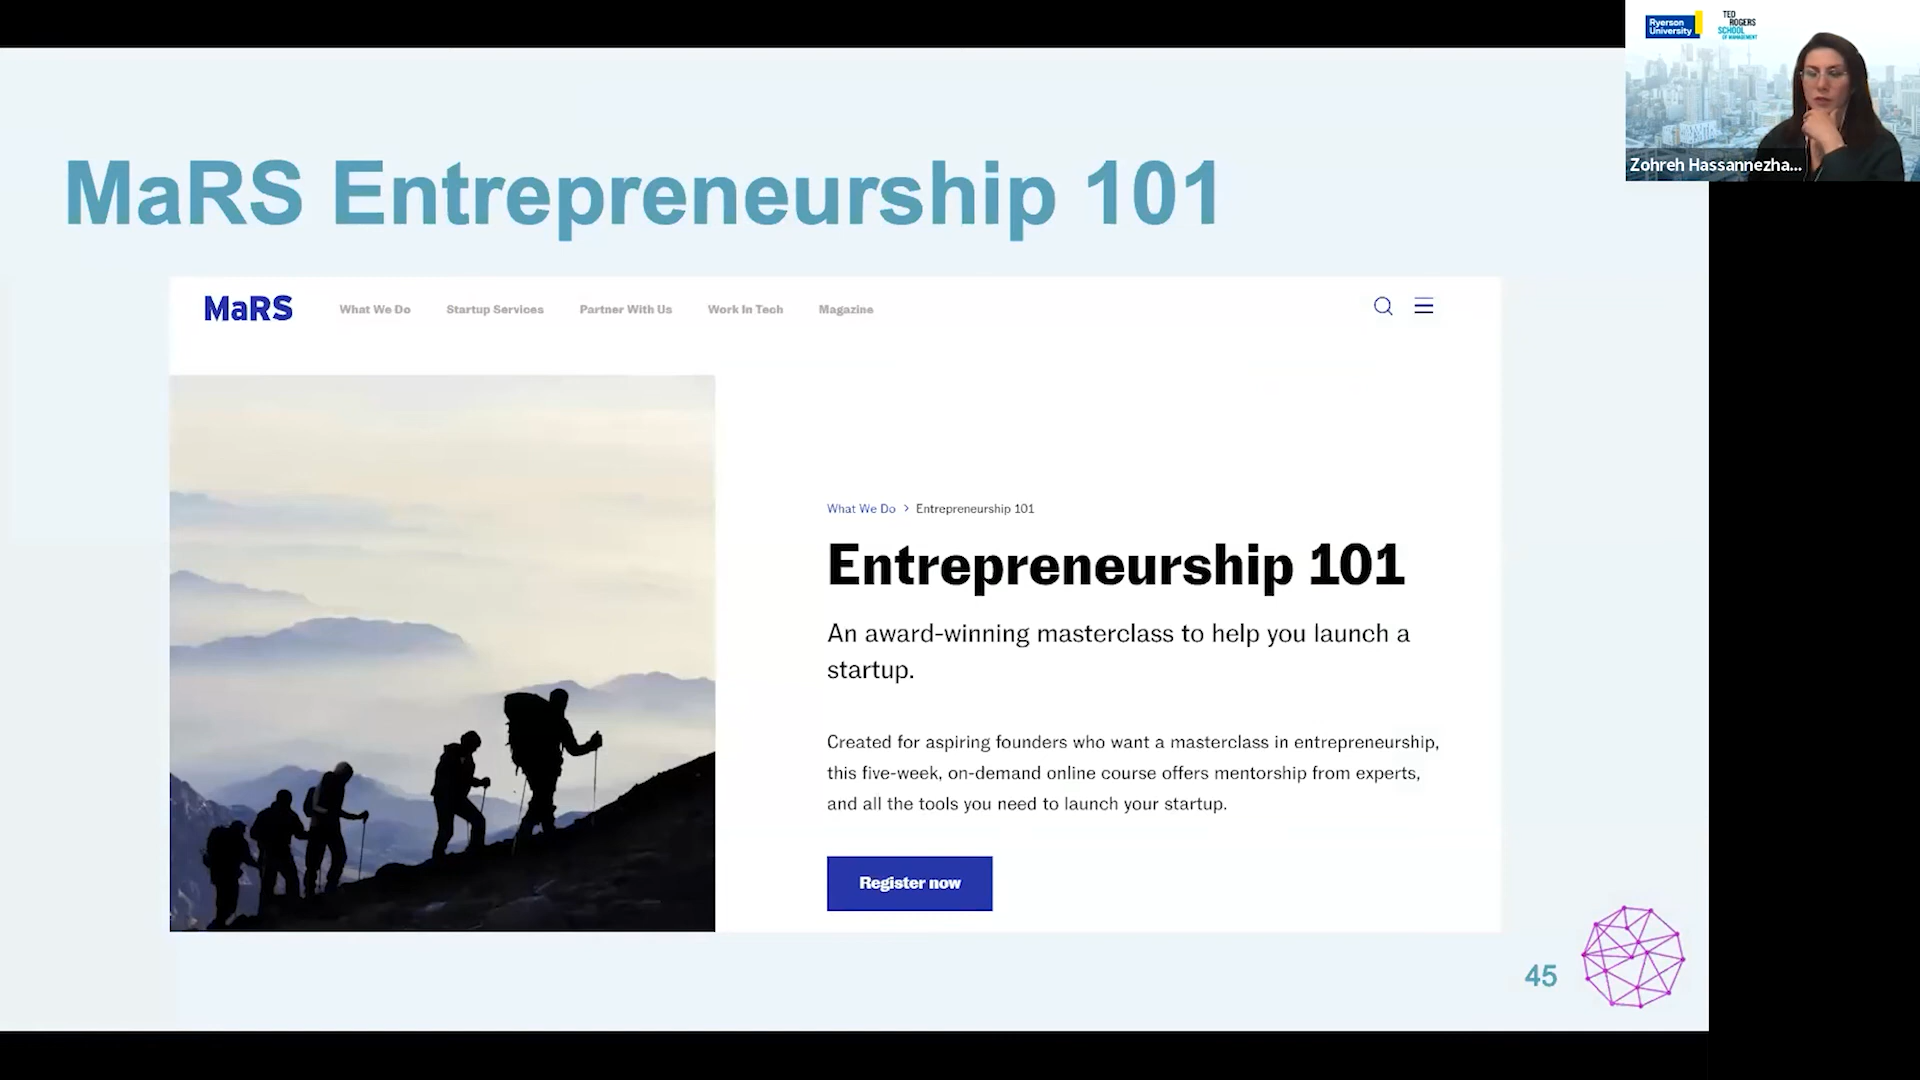 Ryerson
University
TED
ROGERS
SCHOOL
OF MANAGEMENT
Zohreh Hassannezha...
MaRS Entrepreneurship 101
MaRS
What We Do
Startup Services
Partner With Us
Work In Tech
Magazine
What We Do > Entrepreneurship 101
Entrepreneurship 101
An award-winning masterclass to help you launch a
startup.
Created for aspiring founders who want a masterclass in entrepreneurship,
this five-week, on-demand online course offers mentorship from experts,
and all the tools you need to launch your startup.
Register now
45